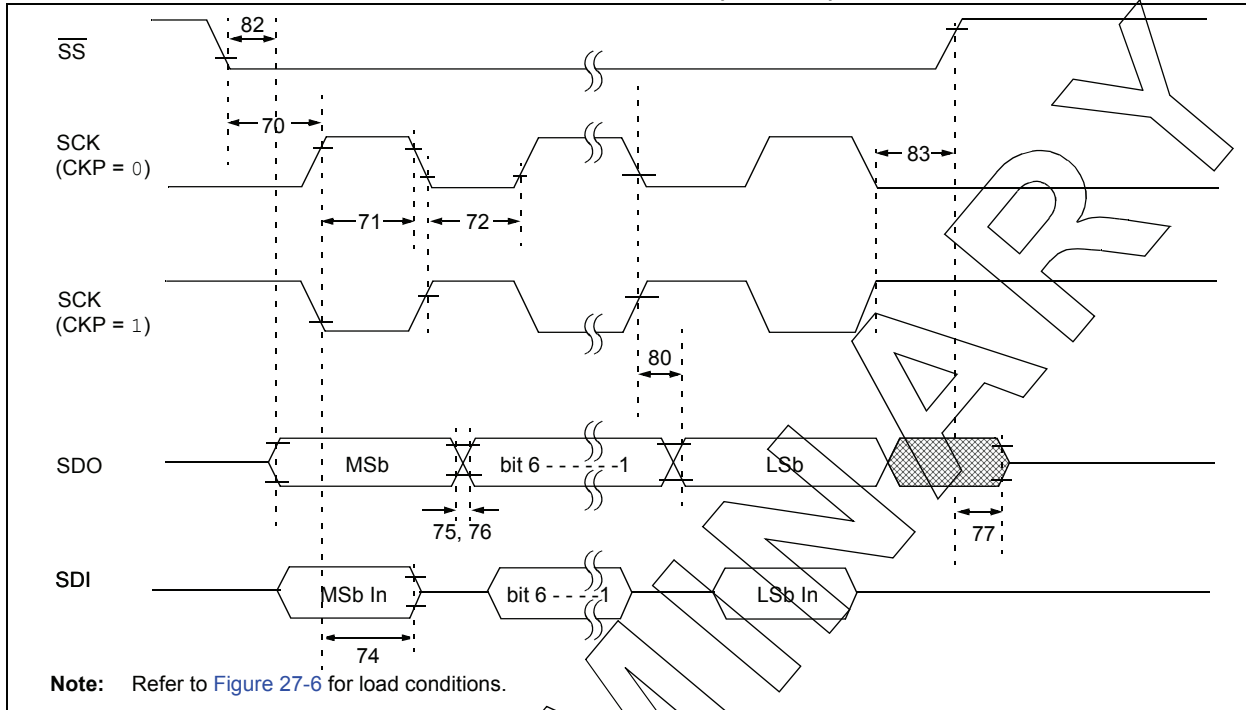 82
SS
70
SCK
(CKP = 0)
83
71
72
SCK
(CKP = 1)
80
SDO
MSb
bit 6 - - - - - -1
LSb
75, 76
77
SDI
MSb In
bit 6 - - - -1
LSb In
74
Note: Refer to Figure 27-6 for load conditions.
M I N A R Y